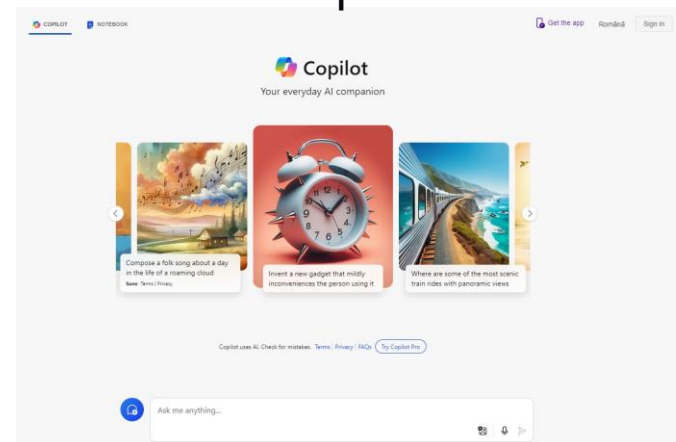 COPILOT
NOTEBOOK
Get the app
Română
Sign in
Copilot
Your everyday AI companion
Compose a folk song about a day
in the life of a roaming cloud
Suno Terms | Privacy
Invent a new gadget that mildly
inconveniences the person using it
Where are some of the most scenic
train rides with panoramic views
Copilot uses AI. Check for mistakes. Terms | Privacy | FAQs Try Copilot Pro
Ask me anything...